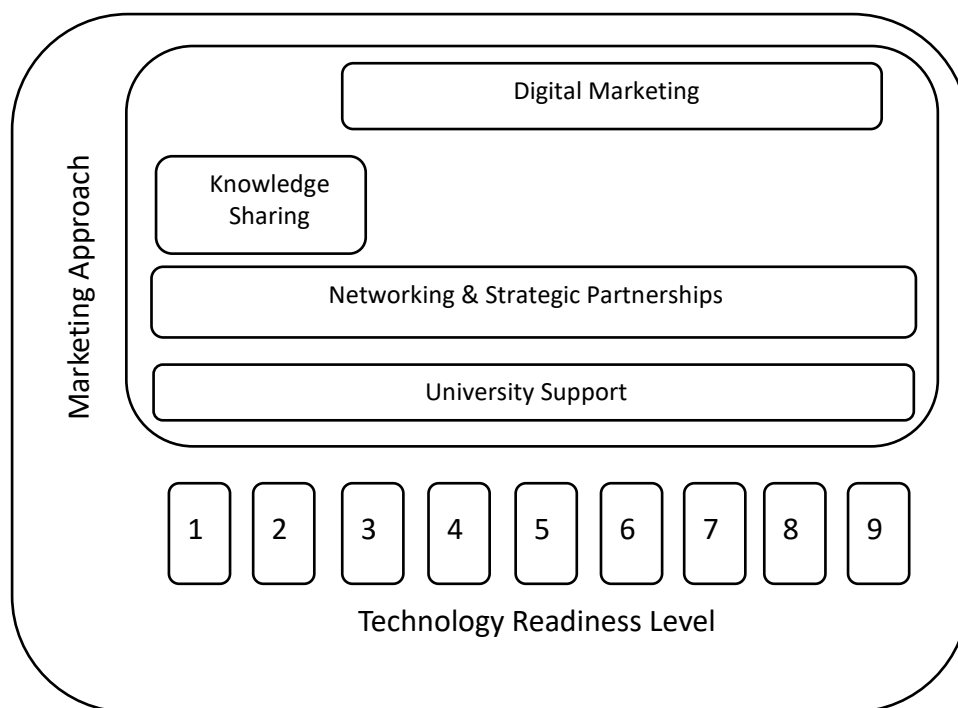 Digital Marketing
Knowledge
Sharing
Networking & Strategic Partnerships
University Support
Marketing Approach
1 2 3 4 5 6 7 8 9
Technology Readiness Level